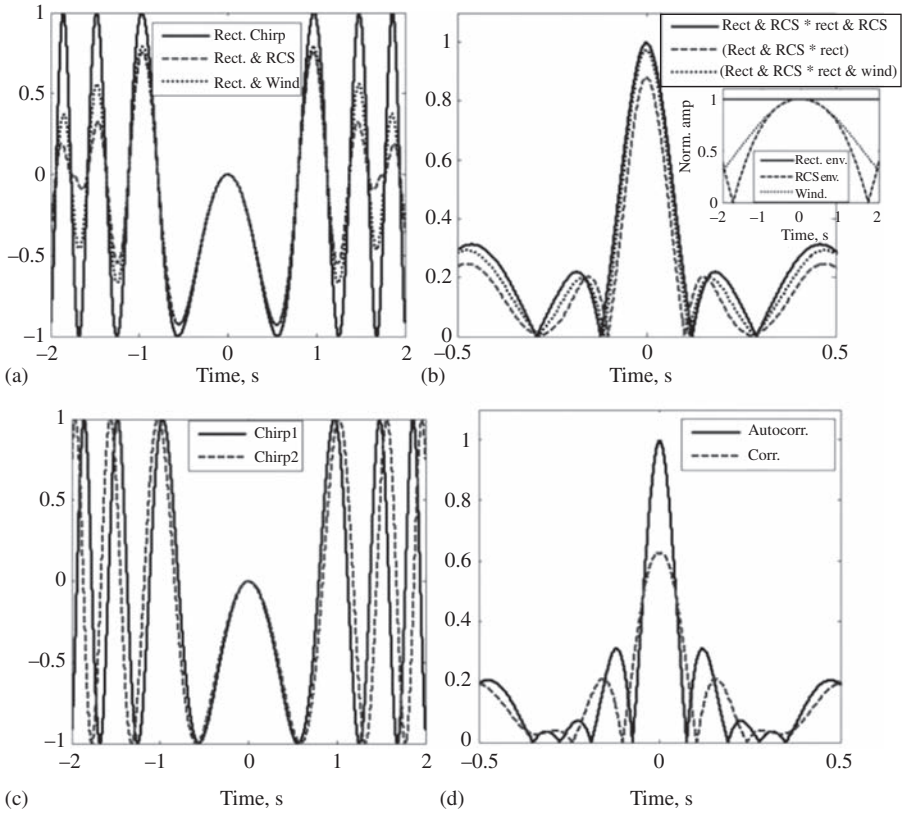 1
0.5
0
−0.5
−1
−2
−1
0
1
2
Rect. Chirp
Rect. & RCS
Rect. & Wind
(a)
Time, s
1
0.8
0.6
0.4
0.2
0
−0.5
0
0.5
Rect & RCS * rect & RCS
(Rect & RCS * rect)
(Rect & RCS * rect & wind)
Norm. amp
1
0.5
0
−2
−1
0
1
2
Rect. env.
RCS env.
Wind.
Time, s
(b)
Time, s
1
0.5
0
−0.5
−1
−2
−1
0
1
2
Chirp1
Chirp2
(c)
Time, s
1
0.8
0.6
0.4
0.2
0
−0.5
0
0.5
Autocorr.
Corr.
(d)
Time, s